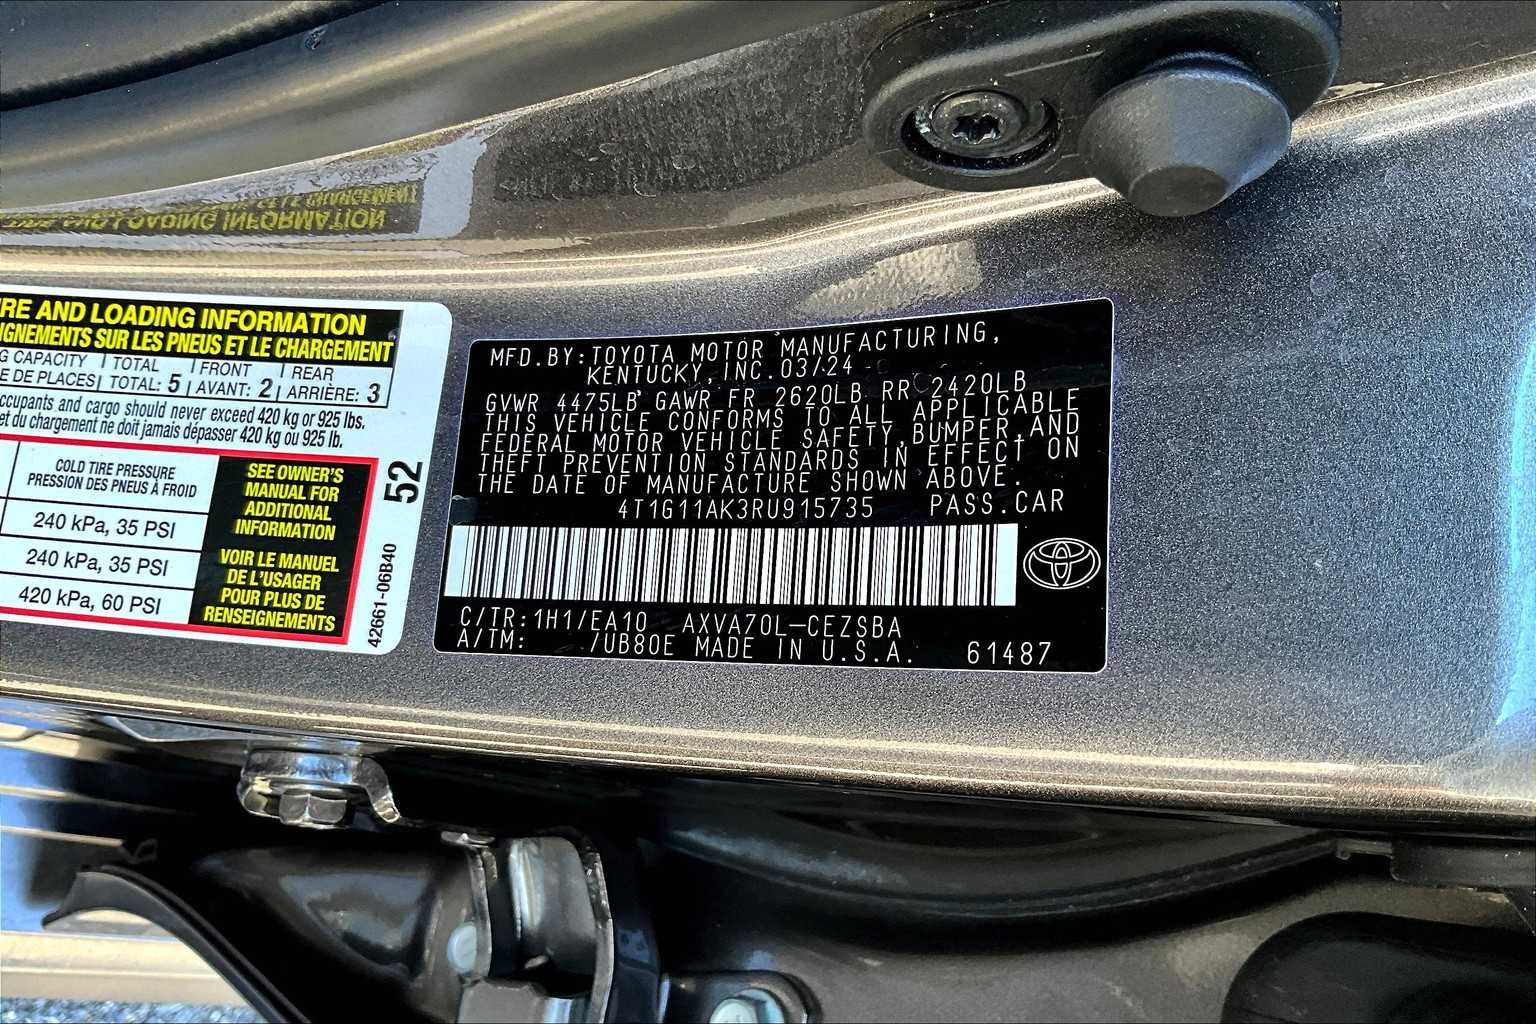 RE AND LOADING INFORMATION
IGNEMENTS SUR LES PNEUS ET LE CHARGEMENT
G CAPACITY TOTAL FRONT REAR
E DE PLACES TOTAL: 5 AVANT: 2 ARRIÈRE: 3
ccupants and cargo should never exceed 420 kg or 925 lbs.
et du chargement ne doit jamais dépasser 420 kg ou 925 lb.
COLD TIRE PRESSURE
PRESSION DES PNEUS À FROID
240 kPa, 35 PSI
240 kPa, 35 PSI
420 kPa, 60 PSI
SEE OWNER'S
MANUAL FOR
ADDITIONAL
INFORMATION
VOIR LE MANUEL
DE L'USAGER
POUR PLUS DE
RENSEIGNEMENTS
52
42661-06B40
MFD.BY:TOYOTA MOTOR MANUFACTURING,
KENTUCKY, INC.03/24
GVWR 4475LB GAWR FR 2620LB RR 2420LB
THIS VEHICLE CONFORMS TO ALL APPLICABLE
FEDERAL MOTOR VEHICLE SAFETY,BUMPER,AND
THEFT PREVENTION STANDARDS IN EFFECT ON
THE DATE OF MANUFACTURE SHOWN ABOVE.
4T1G11AK3RU915735 PASS.CAR
C/TR:1H1/EA10 AXVA70L-CEZSBA
A/TM: /UB80E MADE IN U.S.A. 61487